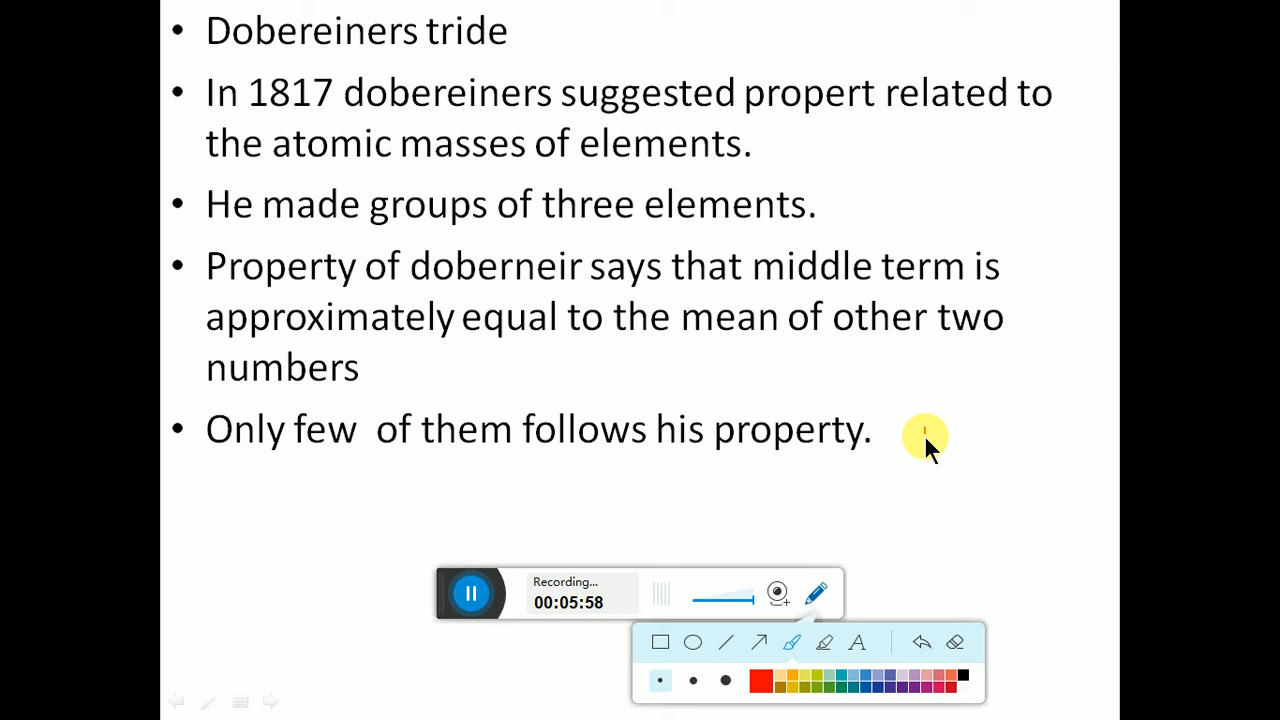 • Dobereiners tride
• In 1817 dobereiners suggested propert related to
the atomic masses of elements.
• He made groups of three elements.
• Property of doberneir says that middle term is
approximately equal to the mean of other two
numbers
• Only few of them follows his property.
Recording...
00:05:58
A